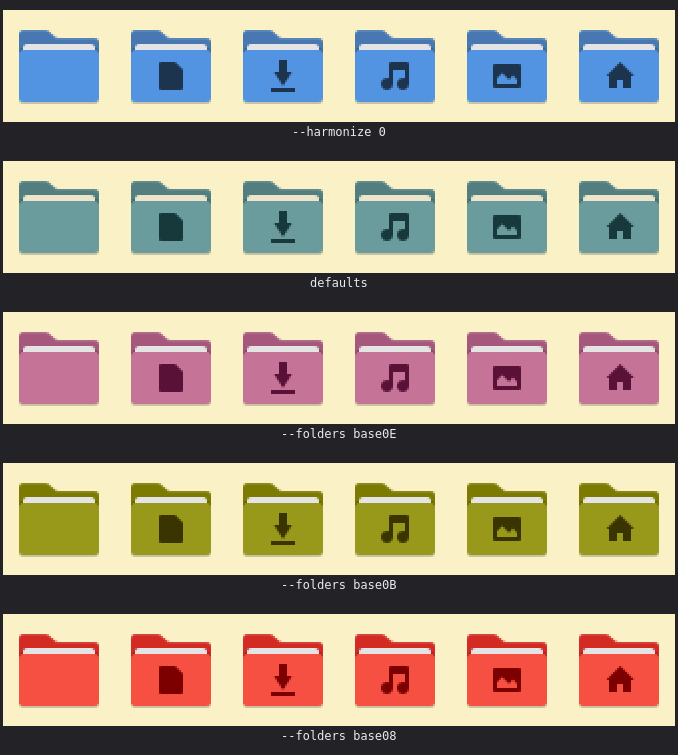 --harmonize 0
defaults
--folders base0E
--folders base0B
--folders base08